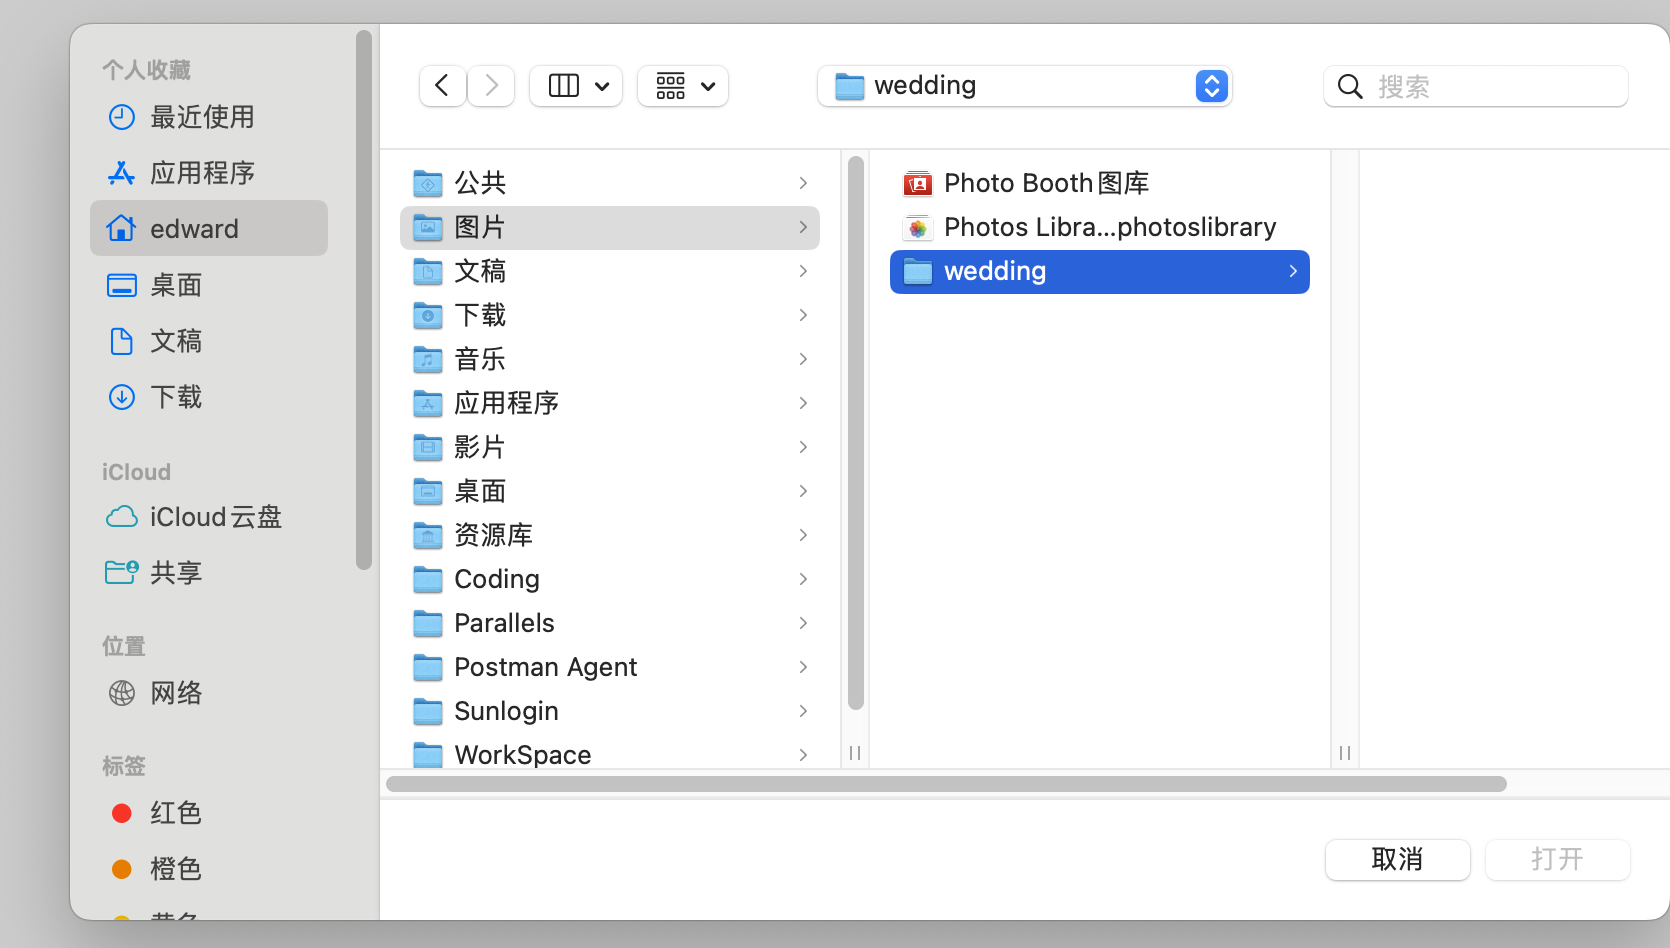 个人收藏
最近使用
应用程序
edward
桌面
文稿
下载
iCloud
iCloud云盘
共享
位置
网络
标签
红色
橙色
黄色
wedding
搜索
公共
图片
文稿
下载
音乐
应用程序
影片
桌面
资源库
Coding
Parallels
Postman Agent
Sunlogin
WorkSpace
Photo Booth图库
Photos Libra...photoslibrary
wedding
取消
打开